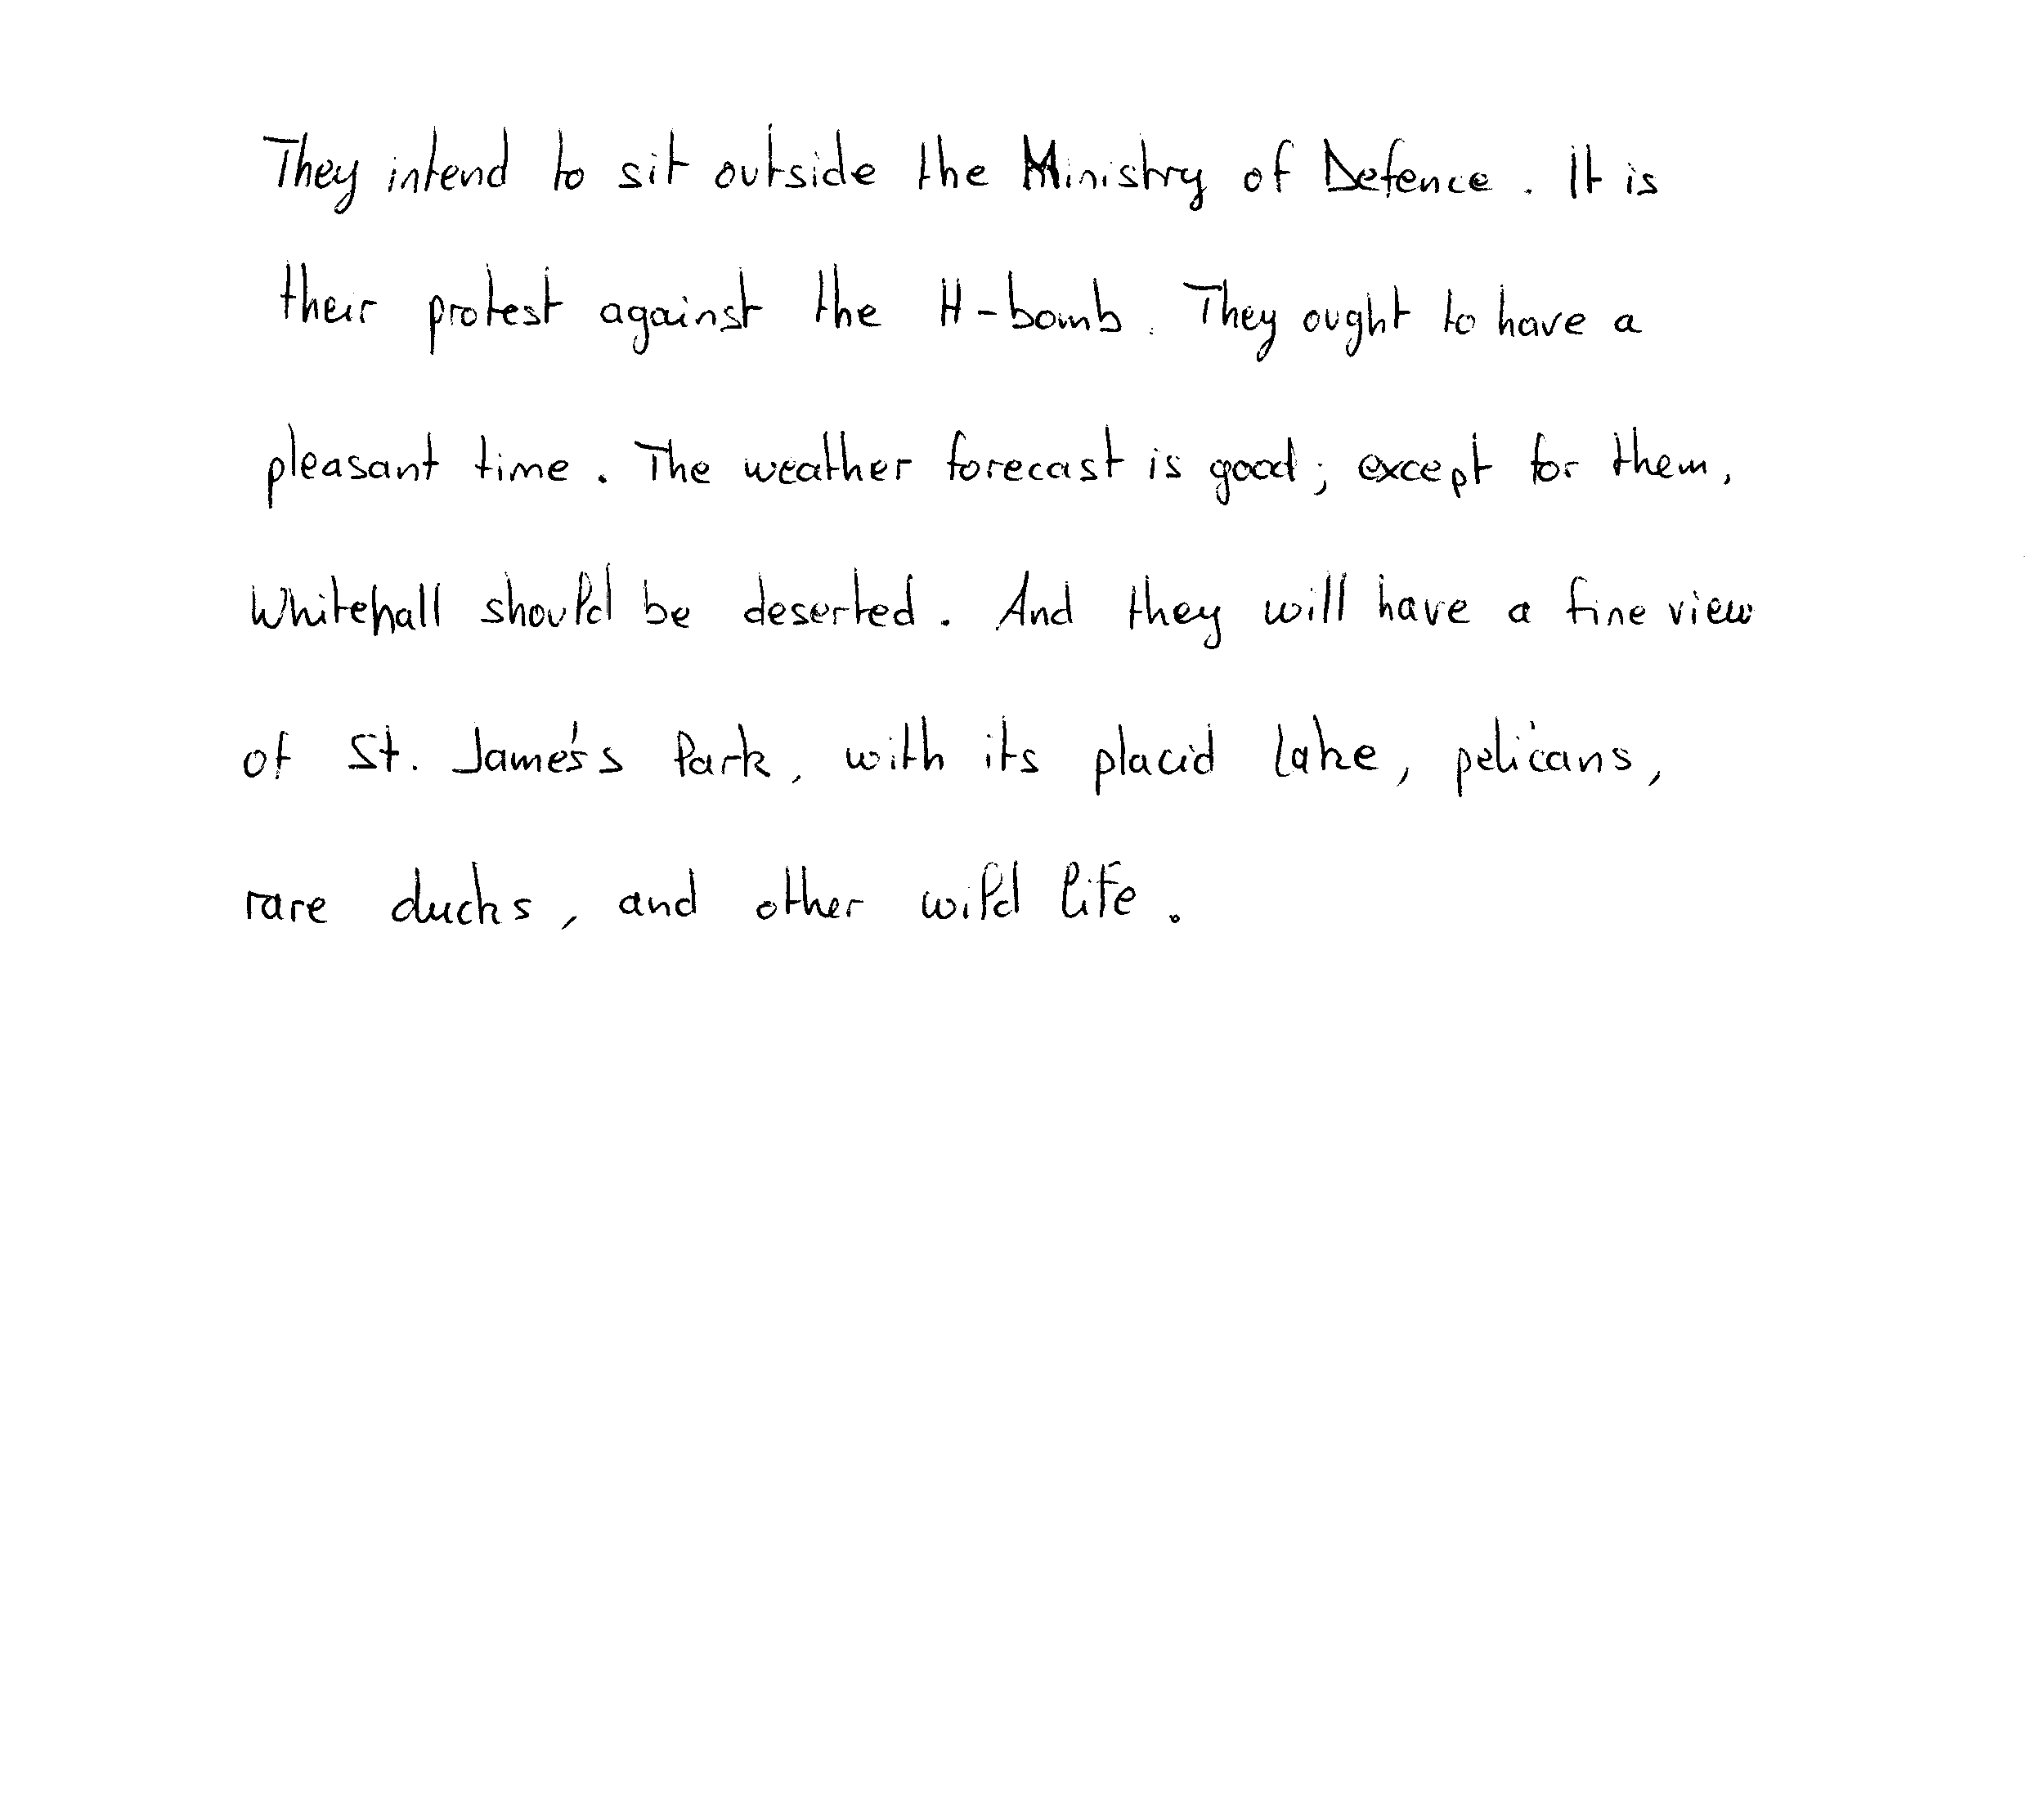 They intend to sit outside the Ministry of Defence. It is
their protest against the H-bomb. They ought to have a
pleasant time. The weather forecast is good; except for them,
Whitehall should be deserted. And they will have a fine view
of St. James's Park, with its placid lake, pelicans,
rare ducks, and other wild life.